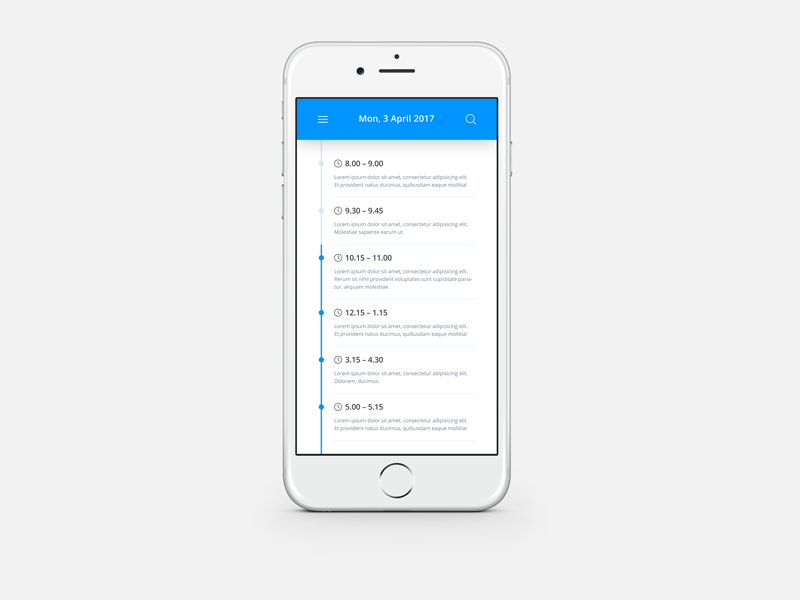 Mon, 3 April 2017
8.00 – 9.00
Lorem ipsum dolor sit amet, consectetur adipisicing elit.
Et provident natus ducimus, quibusdam eaque mollitia!
9.30 – 9.45
Lorem ipsum dolor sit amet, consectetur adipisicing elit.
Molestiae sapiente earum ut.
10.15 – 11.00
Lorem ipsum dolor sit amet, consectetur adipisicing elit.
Rerum sit nihil provident voluptates sunt cupiditate paria-
tur, aliquam molestiae.
12.15 – 1.15
Lorem ipsum dolor sit amet, consectetur adipisicing elit.
Et provident natus ducimus, quibusdam eaque mollitia!
3.15 – 4.30
Lorem ipsum dolor sit amet, consectetur adipisicing elit.
Dolorem, ducimus.
5.00 – 5.15
Lorem ipsum dolor sit amet, consectetur adipisicing elit.
Et provident natus ducimus, quibusdam eaque mollitia!